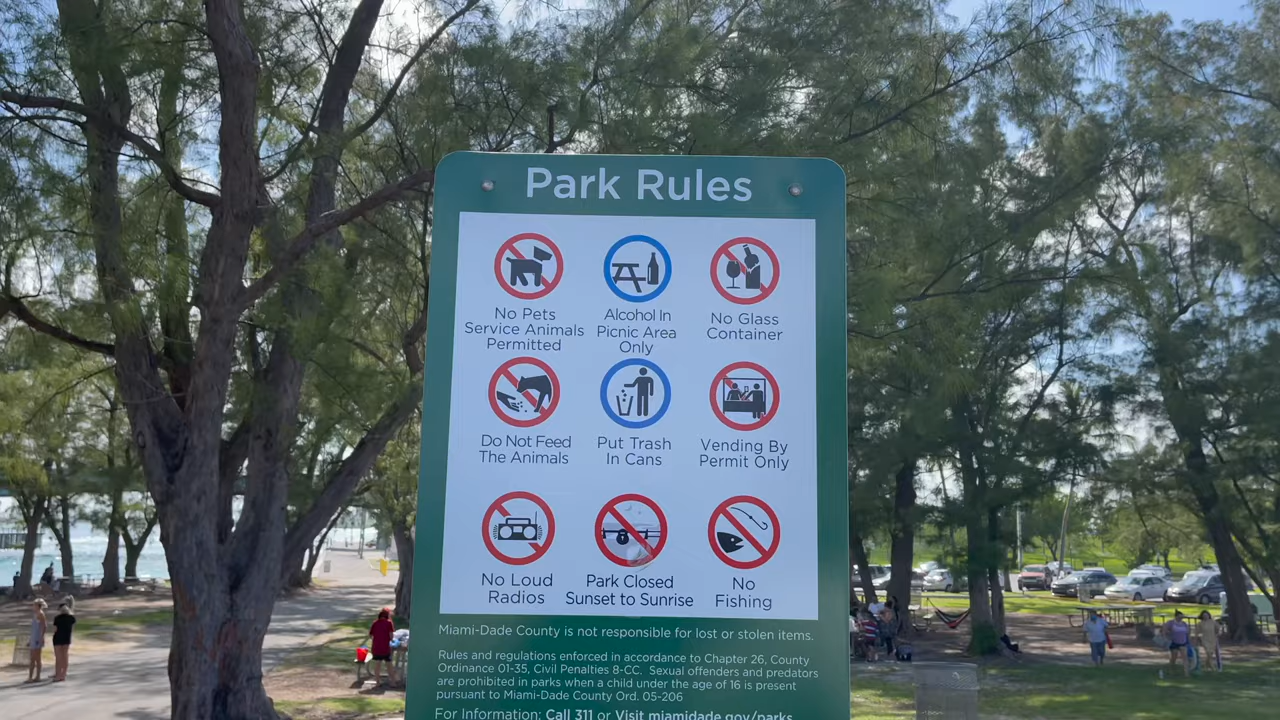 Park Rules
No Pets
Service Animals
Permitted
Alcohol In
Picnic Area
Only
No Glass
Container
Do Not Feed
The Animals
Put Trash
In Cans
Vending By
Permit Only
No Loud
Radios
Park Closed
Sunset to Sunrise
No
Fishing
Miami-Dade County is not responsible for lost or stolen items.
Rules and regulations enforced in accordance to Chapter 26, County
Ordinance 01-35, Civil Penalties 8-CC. Sexual offenders and predators
are prohibited in parks when a child under the age of 16 is present
pursuant to Miami-Dade County Ord. 05-206
For Information: Call 311 or Visit miamidade.gov/parks